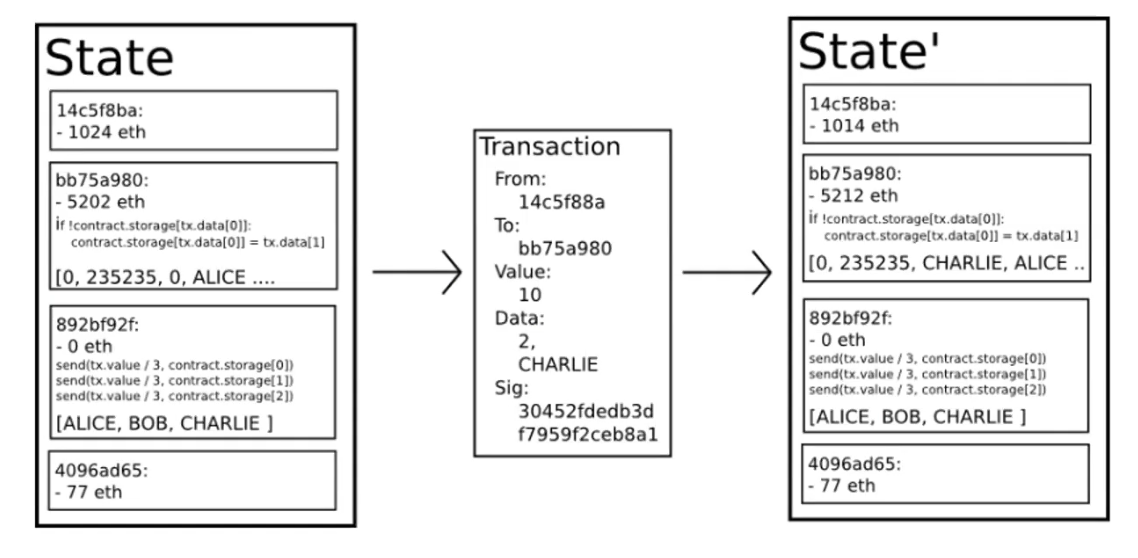 State
14c5f8ba:
- 1024 eth
bb75a980:
- 5202 eth
if !contract.storage[tx.data[0]]:
contract.storage[tx.data[0]] = tx.data[1]
[0, 235235, 0, ALICE ....
892bf92f:
- 0 eth
send(tx.value / 3, contract.storage[0])
send(tx.value / 3, contract.storage[1])
send(tx.value / 3, contract.storage[2])
[ALICE, BOB, CHARLIE ]
4096ad65:
- 77 eth
Transaction
From:
14c5f88a
To:
bb75a980
Value:
10
Data:
2,
CHARLIE
Sig:
30452fdedb3d
f7959f2ceb8a1
State'
14c5f8ba:
- 1014 eth
bb75a980:
- 5212 eth
if !contract.storage[tx.data[0]]:
contract.storage[tx.data[0]] = tx.data[1]
[0, 235235, CHARLIE, ALICE ..
892bf92f:
- 0 eth
send(tx.value / 3, contract.storage[0])
send(tx.value / 3, contract.storage[1])
send(tx.value / 3, contract.storage[2])
[ALICE, BOB, CHARLIE ]
4096ad65:
- 77 eth